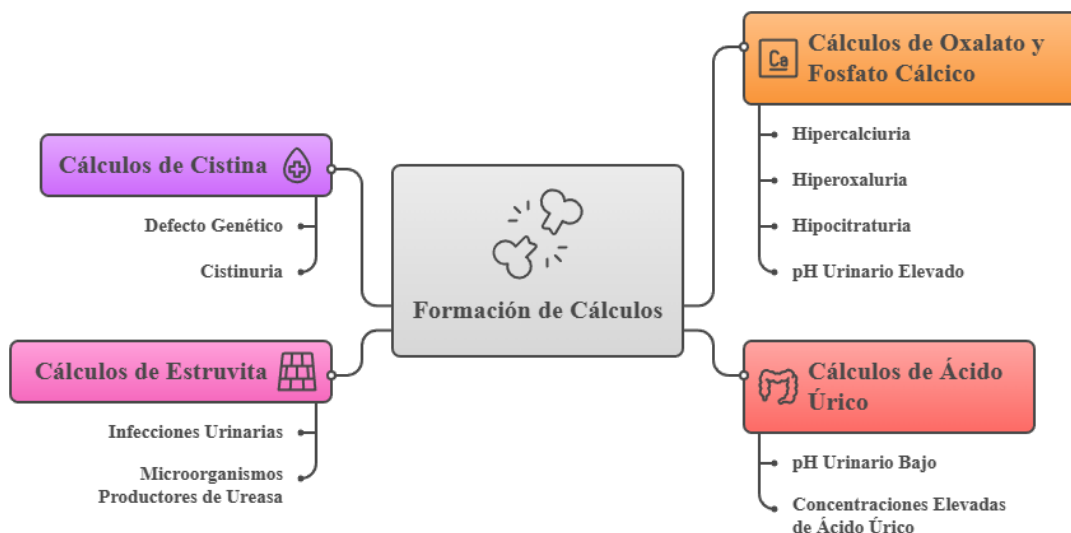 Cálculos de Oxalato y
Fosfato Cálcico
Ca
Hipercalciuria
Hiperoxaluria
Hipocitraturia
pH Urinario Elevado
Cálculos de Cistina
Defecto Genético
Cistinuria
Formación de Cálculos
Cálculos de Estruvita
Infecciones Urinarias
Microorganismos
Productores de Ureasa
Cálculos de Ácido
Úrico
pH Urinario Bajo
Concentraciones Elevadas
de Ácido Úrico